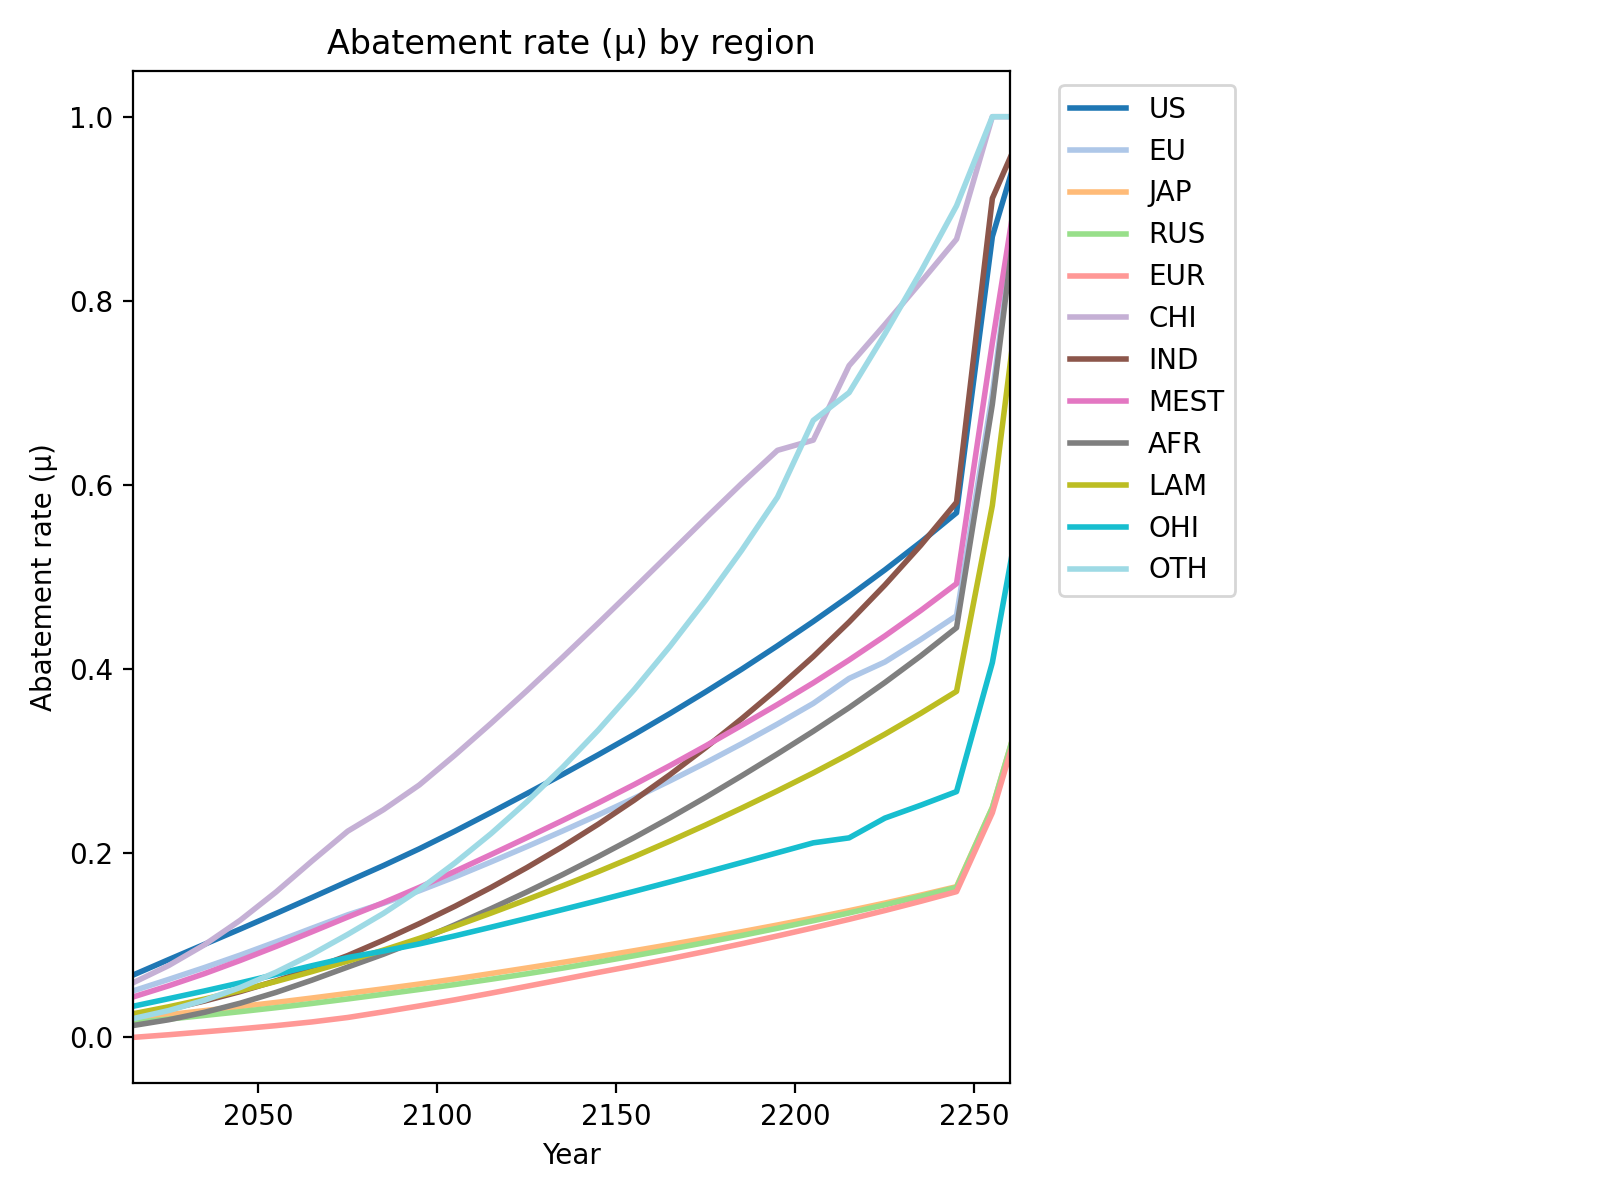 Abatement rate (μ) by region
1.0
0.8
0.6
0.4
0.2
0.0
Abatement rate (μ)
2050 2100 2150 2200 2250
Year
US
EU
JAP
RUS
EUR
CHI
IND
MEST
AFR
LAM
OHI
OTH